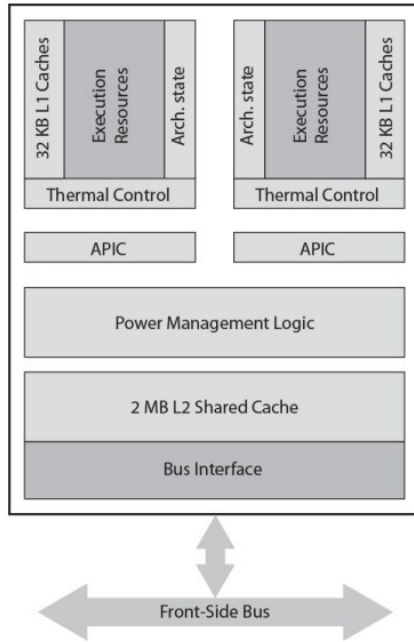 32 KB L1 Caches
Execution
Resources
Arch. state
Thermal Control
APIC
Arch. state
Execution
Resources
32 KB L1 Caches
Thermal Control
APIC
Power Management Logic
2 MB L2 Shared Cache
Bus Interface
Front-Side Bus